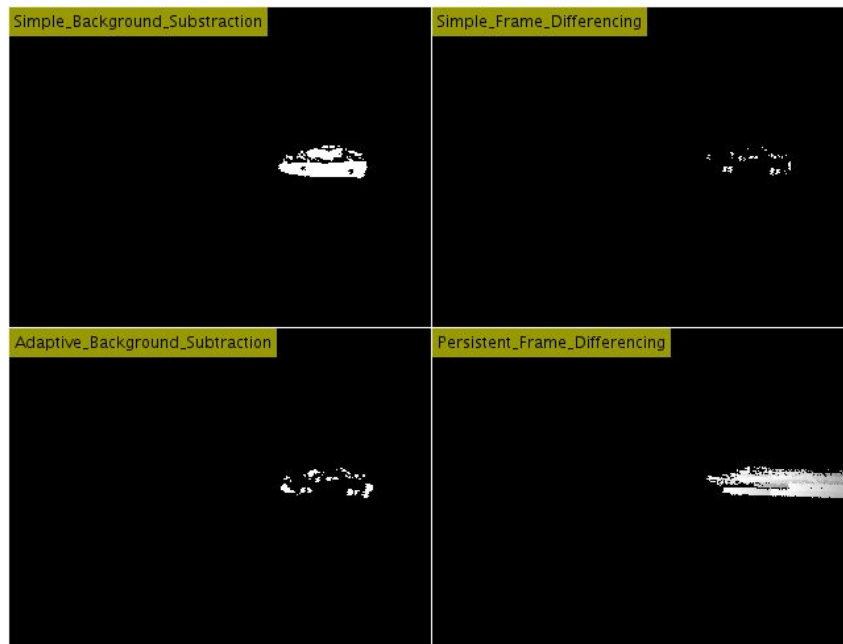 Simple_Background_Substraction
Simple_Frame_Differencing
Adaptive_Background_Subtraction
Persistent_Frame_Differencing